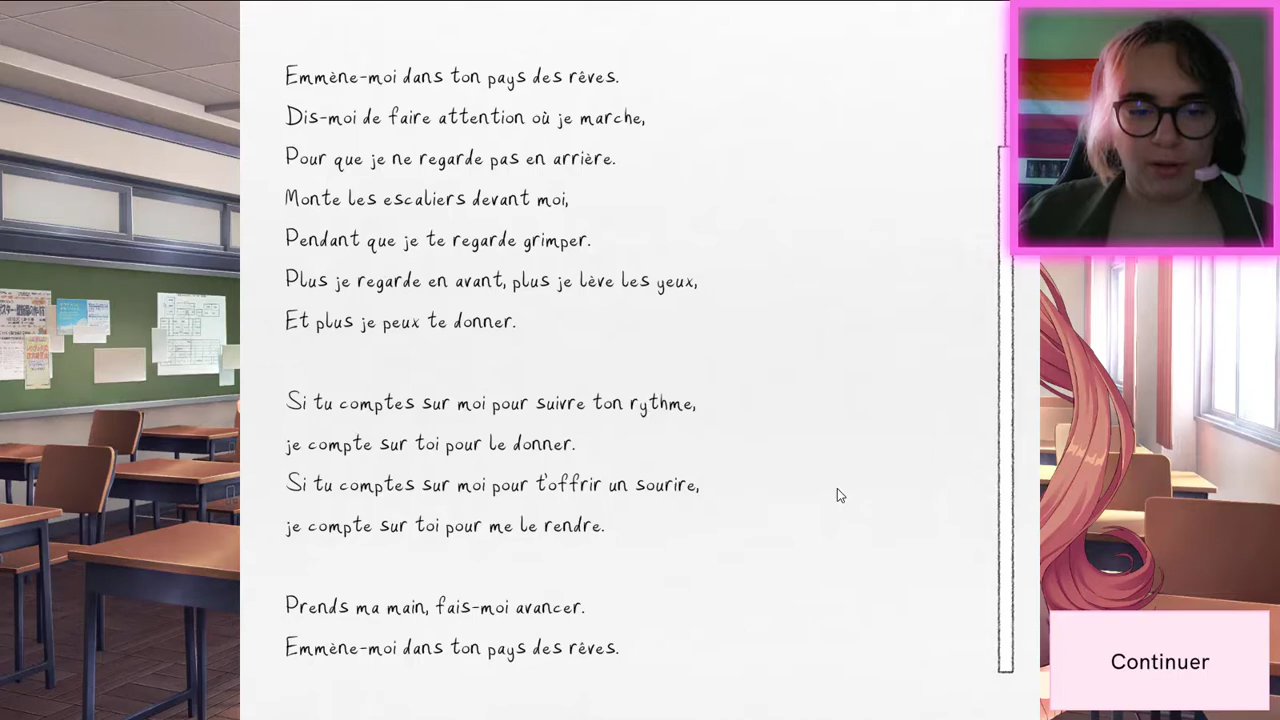 Emmène-moi dans ton pays des rêves.
Dis-moi de faire attention où je marche,
Pour que je ne regarde pas en arrière.
Monte les escaliers devant moi,
Pendant que je te regarde grimper.
Plus je regarde en avant, plus je lève les yeux,
Et plus je peux te donner.
Si tu comptes sur moi pour suivre ton rythme,
je compte sur toi pour le donner.
Si tu comptes sur moi pour t'offrir un sourire,
je compte sur toi pour me le rendre.
Prends ma main, fais-moi avancer.
Emmène-moi dans ton pays des rêves.
Continuer